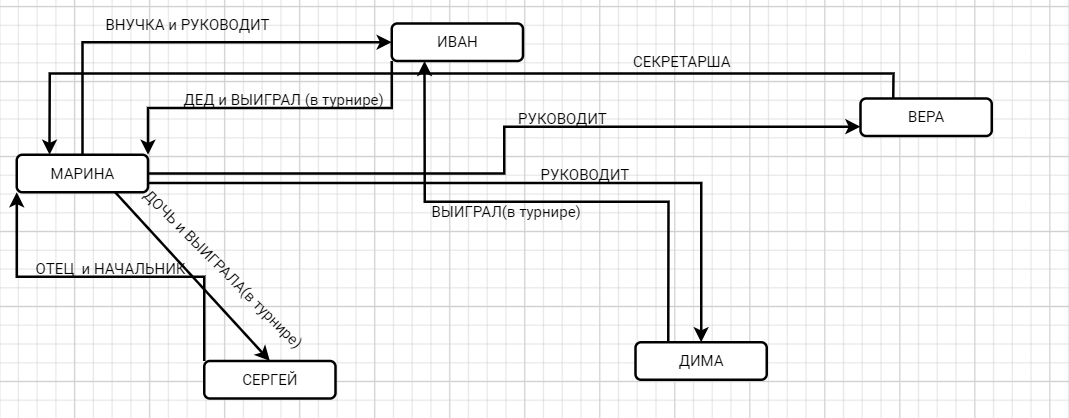 ВНУЧКА и РУКОВОДИТ
ИВАН
СЕКРЕТАРША
ДЕД и ВЫИГРАЛ (в турнире)
ВЕРА
РУКОВОДИТ
МАРИНА
РУКОВОДИТ
ДОЧЬ и ВЫИГРАЛА(в турнире)
ВЫИГРАЛ(в турнире)
ОТЕЦ и НАЧАЛЬНИК
ДИМА
СЕРГЕЙ